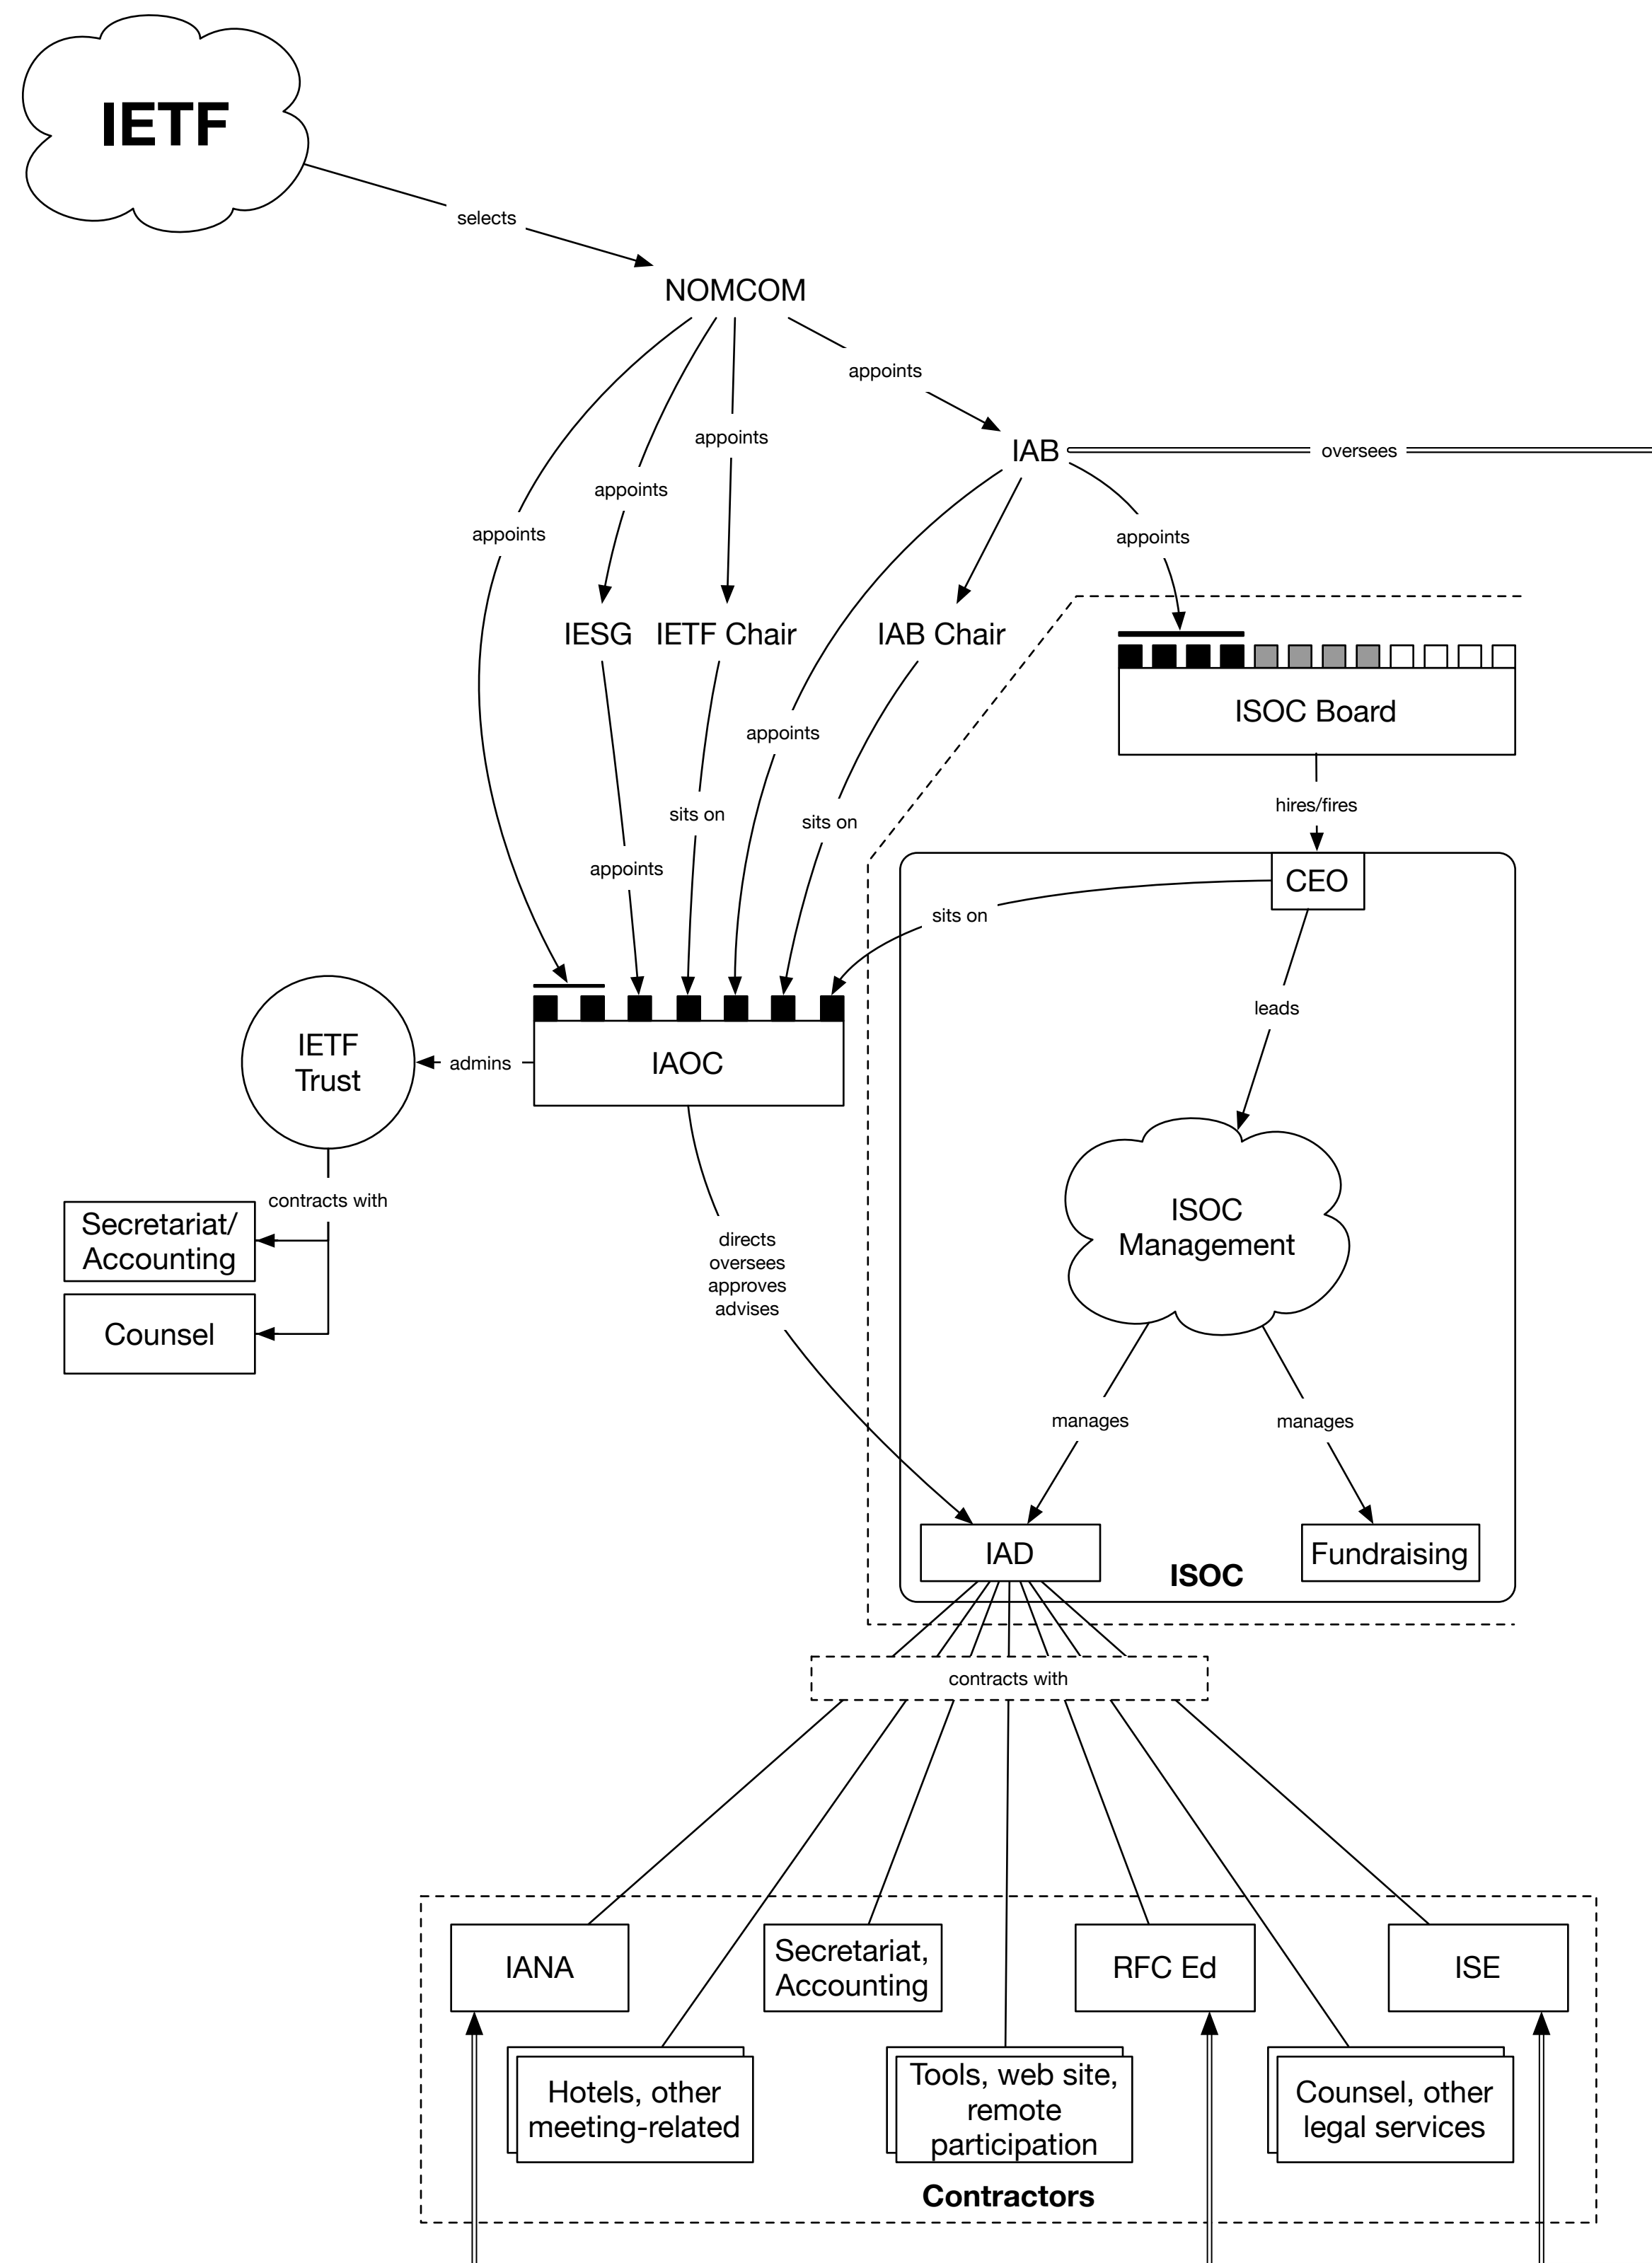 IETF
selects
NOMCOM
appoints
appoints
appoints
appoints
IAB
oversees
appoints
IESG
IETF Chair
IAB Chair
ISOC Board
appoints
sits on
sits on
appoints
hires/fires
CEO
sits on
leads
IETF
Trust
admins
IAOC
contracts with
Secretariat/
Accounting
Counsel
directs
oversees
approves
advises
ISOC
Management
manages
manages
IAD
Fundraising
ISOC
contracts with
IANA
Secretariat,
Accounting
RFC Ed
ISE
Hotels, other
meeting-related
Tools, web site,
remote
participation
Counsel, other
legal services
Contractors